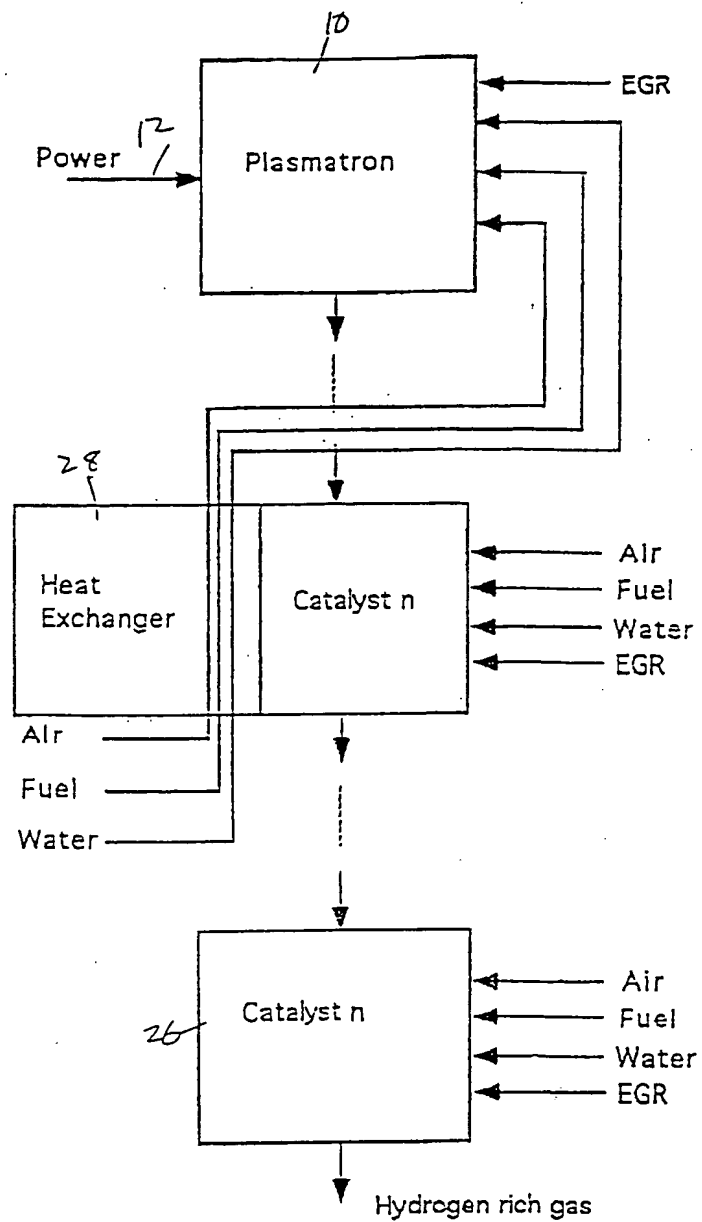 10
EGR
12
Power
Plasmatron
28
Heat
Exchanger
Catalyst n
Air
Fuel
Water
EGR
Air
Fuel
Water
Catalyst n
26
Air
Fuel
Water
EGR
Hydrogen rich gas